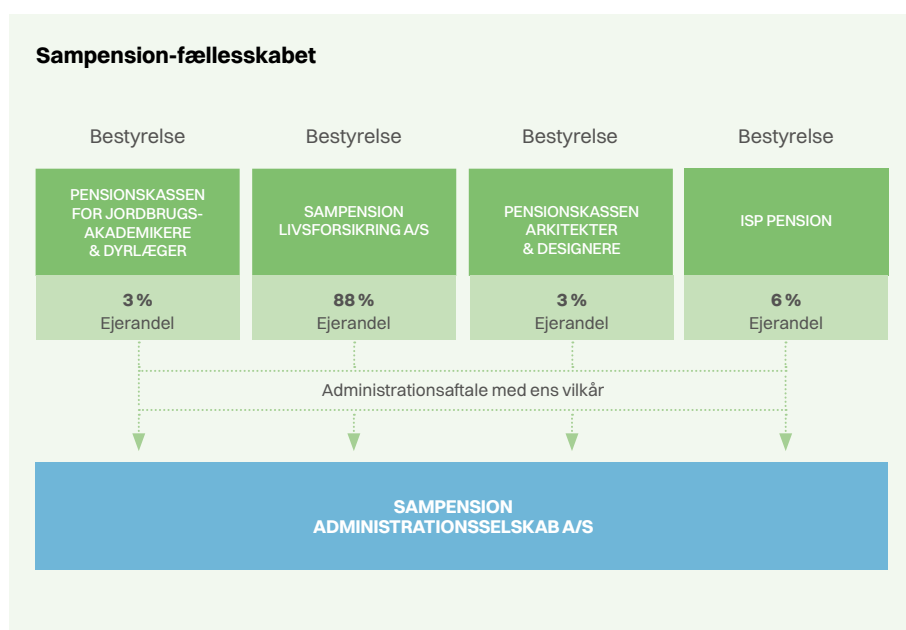 Sampension-fællesskabet
Bestyrelse
Bestyrelse
Bestyrelse
Bestyrelse
PENSIONSKASSEN
FOR JORDBRUGS-
AKADEMIKERE
& DYRLÆGER
SAMPENSION
LIVSFORSIKRING A/S
PENSIONSKASSEN
ARKITEKTER
& DESIGNERE
ISP PENSION
3 %
Ejerandel
88 %
Ejerandel
3 %
Ejerandel
6 %
Ejerandel
Administrationsaftale med ens vilkår
SAMPENSION
ADMINISTRATIONSSELSKAB A/S